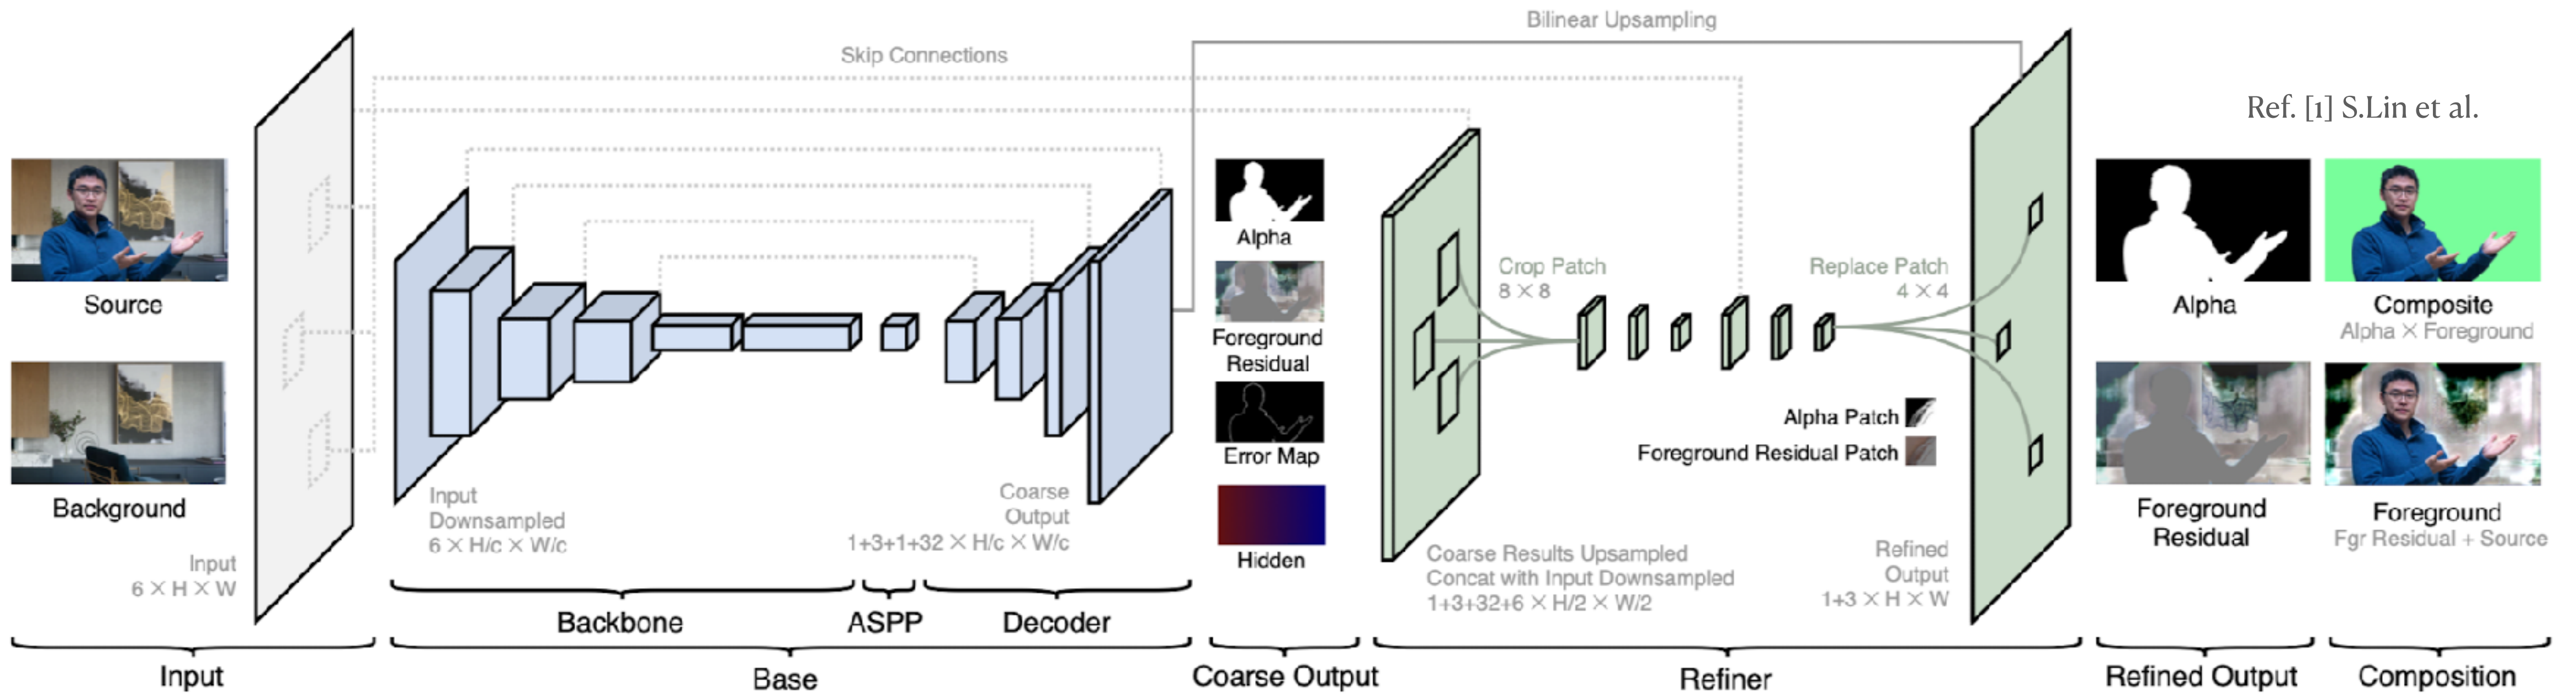 Bilinear Upsampling
Skip Connections
Ref. [1] S.Lin et al.
Source
Background
Input
6 × H × W
Input
Downsampled
6 × H/c × W/c
Coarse
Output
1+3+1+32 × H/c × W/c
Alpha
Foreground
Residual
Error Map
Hidden
Crop Patch
8 × 8
Replace Patch
4 × 4
Alpha Patch
Foreground Residual Patch
Coarse Results Upsampled
Concat with Input Downsampled
1+3+32+6 × H/2 × W/2
Refined
Output
1+3 × H × W
Alpha
Foreground
Residual
Composite
Alpha × Foreground
Foreground
Fgr Residual + Source
Backbone
ASPP
Decoder
Input
Base
Coarse Output
Refiner
Refined Output
Composition